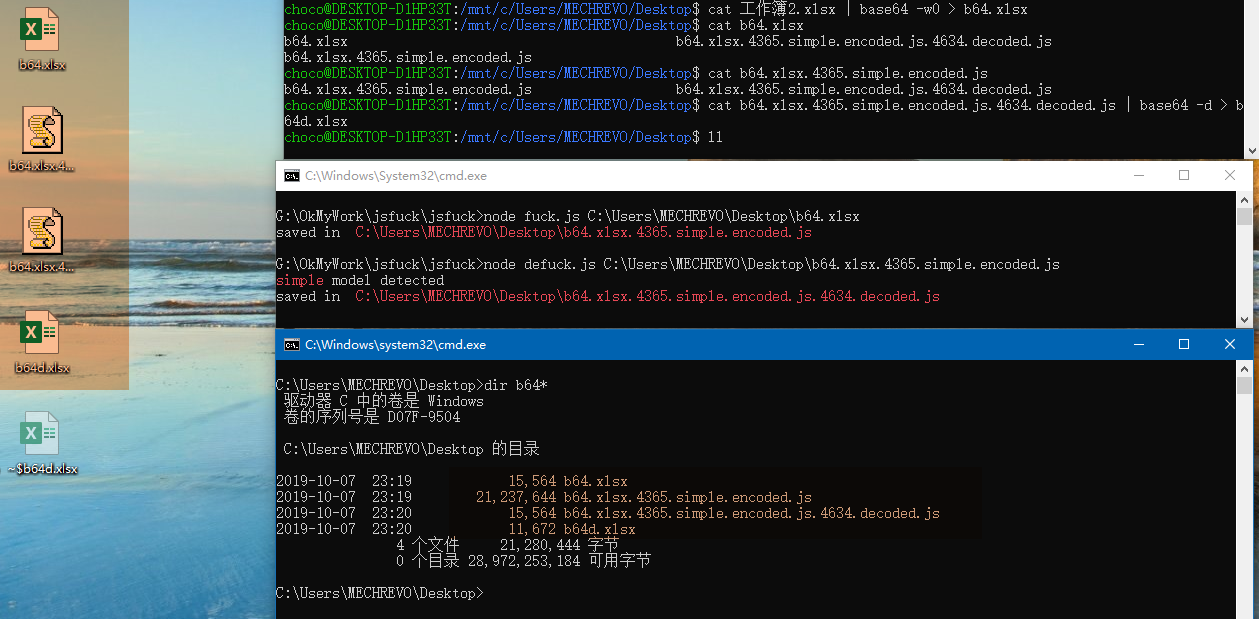 b64.xlsx
b64.xlsx.4...
b64.xlsx.4...
b64d.xlsx
~$b64d.xlsx
choco@DESKTOP-D1HP33T:/mnt/c/Users/MECHREVO/Desktop$ cat 工作簿2.xlsx | base64 -w0 > b64.xlsx
choco@DESKTOP-D1HP33T:/mnt/c/Users/MECHREVO/Desktop$ cat b64.xlsx
b64.xlsx b64.xlsx.4365.simple.encoded.js.4634.decoded.js
b64.xlsx.4365.simple.encoded.js
choco@DESKTOP-D1HP33T:/mnt/c/Users/MECHREVO/Desktop$ cat b64.xlsx.4365.simple.encoded.js
b64.xlsx.4365.simple.encoded.js b64.xlsx.4365.simple.encoded.js.4634.decoded.js
choco@DESKTOP-D1HP33T:/mnt/c/Users/MECHREVO/Desktop$ cat b64.xlsx.4365.simple.encoded.js.4634.decoded.js | base64 -d > b
64d.xlsx
choco@DESKTOP-D1HP33T:/mnt/c/Users/MECHREVO/Desktop$ ll
C:\Windows\System32\cmd.exe
G:\OkMyWork\jsfuck\jsfuck>node fuck.js C:\Users\MECHREVO\Desktop\b64.xlsx
saved in C:\Users\MECHREVO\Desktop\b64.xlsx.4365.simple.encoded.js
G:\OkMyWork\jsfuck\jsfuck>node defuck.js C:\Users\MECHREVO\Desktop\b64.xlsx.4365.simple.encoded.js
simple model detected
saved in C:\Users\MECHREVO\Desktop\b64.xlsx.4365.simple.encoded.js.4634.decoded.js
C:\Windows\system32\cmd.exe
C:\Users\MECHREVO\Desktop>dir b64*
驱动器 C 中的卷是 Windows
卷的序列号是 D07F-9504
C:\Users\MECHREVO\Desktop 的目录
2019-10-07 23:19 15,564 b64.xlsx
2019-10-07 23:19 21,237,644 b64.xlsx.4365.simple.encoded.js
2019-10-07 23:20 15,564 b64.xlsx.4365.simple.encoded.js.4634.decoded.js
2019-10-07 23:20 11,672 b64d.xlsx
4 个文件 21,280,444 字节
0 个目录 28,972,253,184 可用字节
C:\Users\MECHREVO\Desktop>